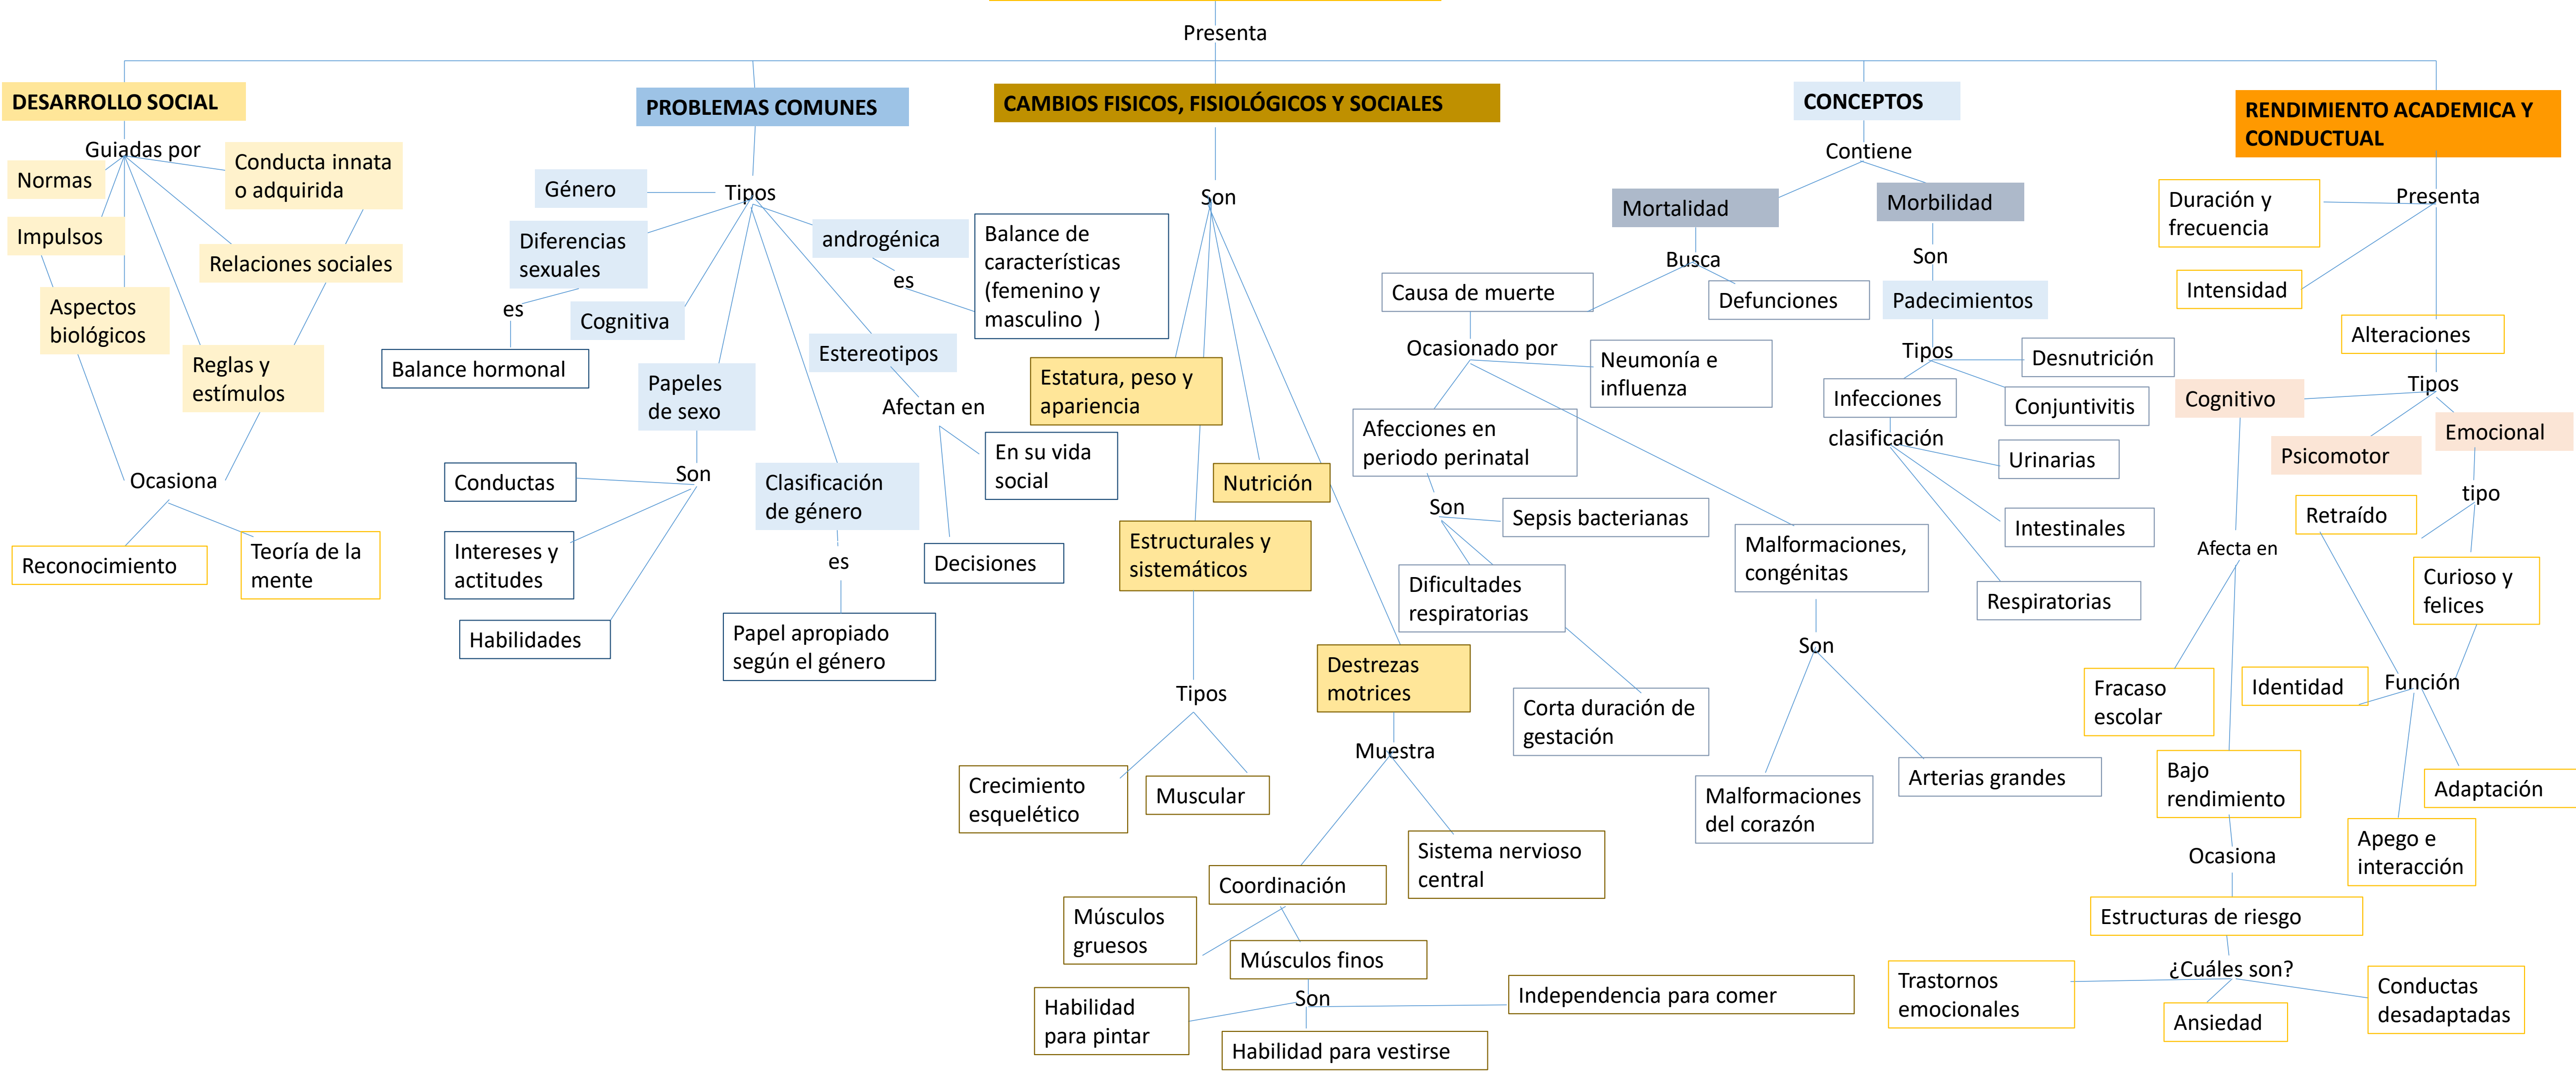 Presenta
DESARROLLO SOCIAL
Guiadas por
Normas
Conducta innata
o adquirida
Impulsos
Relaciones sociales
Aspectos
biológicos
Reglas y
estímulos
Ocasiona
Reconocimiento
Teoría de la
mente
PROBLEMAS COMUNES
Tipos
Género
Diferencias
sexuales
es
Balance hormonal
Cognitiva
androgénica
es
Balance de
características
(femenino y
masculino )
Papeles
de sexo
Son
Conductas
Intereses y
actitudes
Habilidades
Estereotipos
Afectan en
En su vida
social
Decisiones
Clasificación
de género
es
Papel apropiado
según el género
CAMBIOS FISICOS, FISIOLÓGICOS Y SOCIALES
Son
Estatura, peso y
apariencia
Nutrición
Estructurales y
sistemáticos
Tipos
Crecimiento
esquelético
Muscular
Destrezas
motrices
Muestra
Coordinación
Sistema nervioso
central
Músculos
gruesos
Músculos finos
Son
Habilidad
para pintar
Independencia para comer
Habilidad para vestirse
CONCEPTOS
Contiene
Mortalidad
Busca
Causa de muerte
Defunciones
Ocasionado por
Neumonía e
influenza
Afecciones en
periodo perinatal
Son
Sepsis bacterianas
Dificultades
respiratorias
Corta duración de
gestación
Malformaciones,
congénitas
Son
Malformaciones
del corazón
Arterias grandes
Morbilidad
Son
Padecimientos
Tipos
Desnutrición
Infecciones
Conjuntivitis
clasificación
Urinarias
Intestinales
Respiratorias
RENDIMIENTO ACADEMICA Y
CONDUCTUAL
Presenta
Duración y
frecuencia
Intensidad
Alteraciones
Tipos
Cognitivo
Psicomotor
Emocional
tipo
Retraído
Curioso y
felices
Función
Identidad
Adaptación
Apego e
interacción
Afecta en
Fracaso
escolar
Bajo
rendimiento
Ocasiona
Estructuras de riesgo
¿Cuáles son?
Trastornos
emocionales
Ansiedad
Conductas
desadaptadas